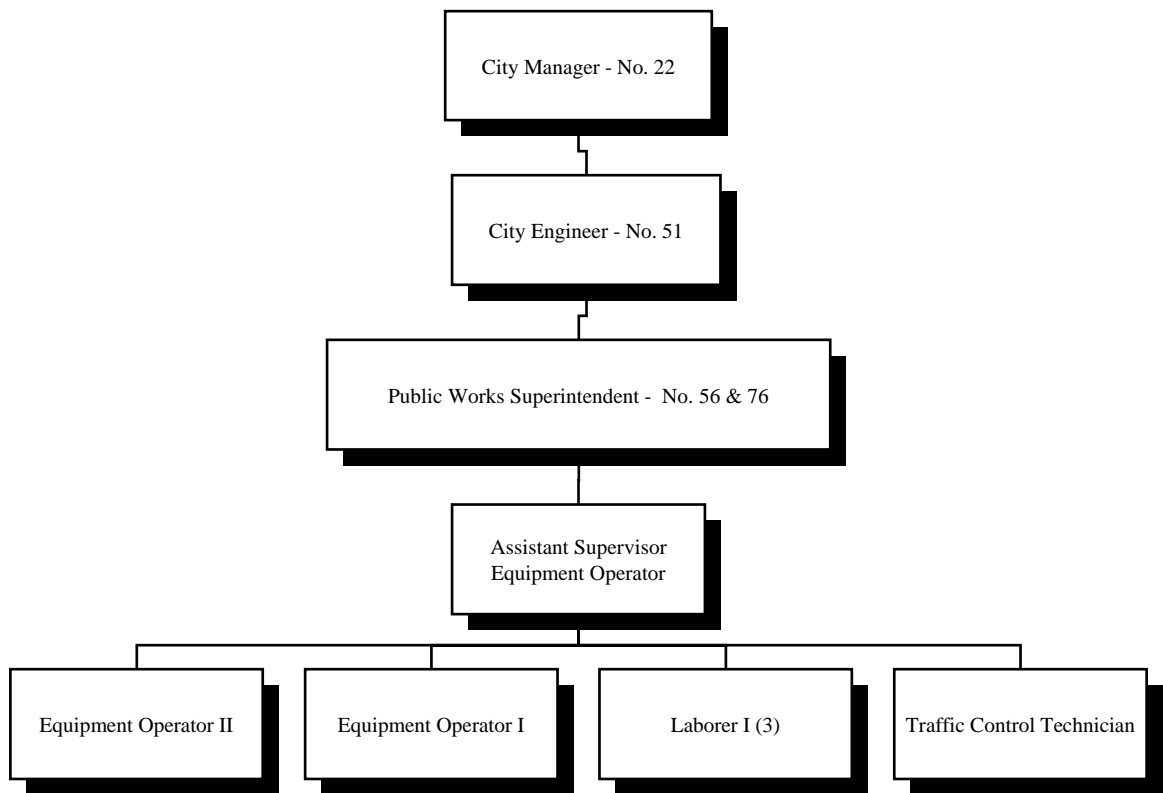 City Manager - No. 22
City Engineer - No. 51
Public Works Superintendent -  No. 56 & 76
Assistant Supervisor
Equipment Operator
Equipment Operator II
Equipment Operator I
Laborer I (3)
Traffic Control Technician